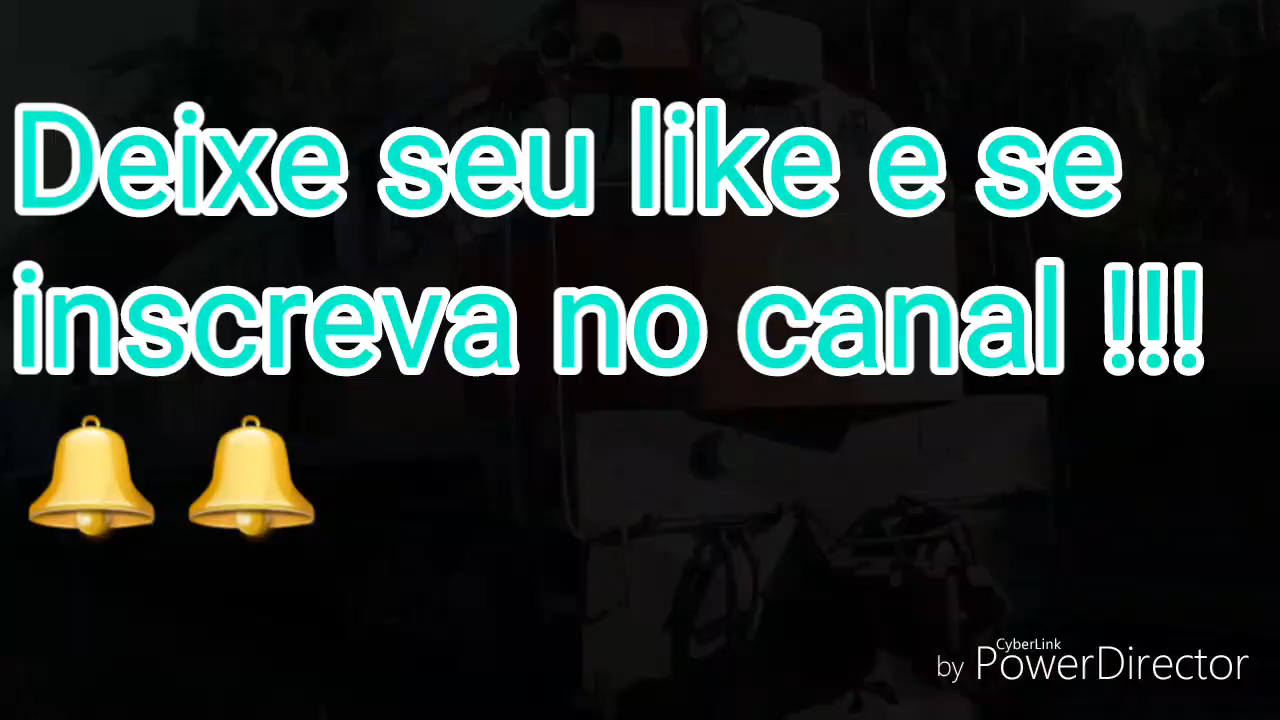 Deixe seu like e se
inscreva no canal !!!
🔔 🔔
by CyberLink PowerDirector